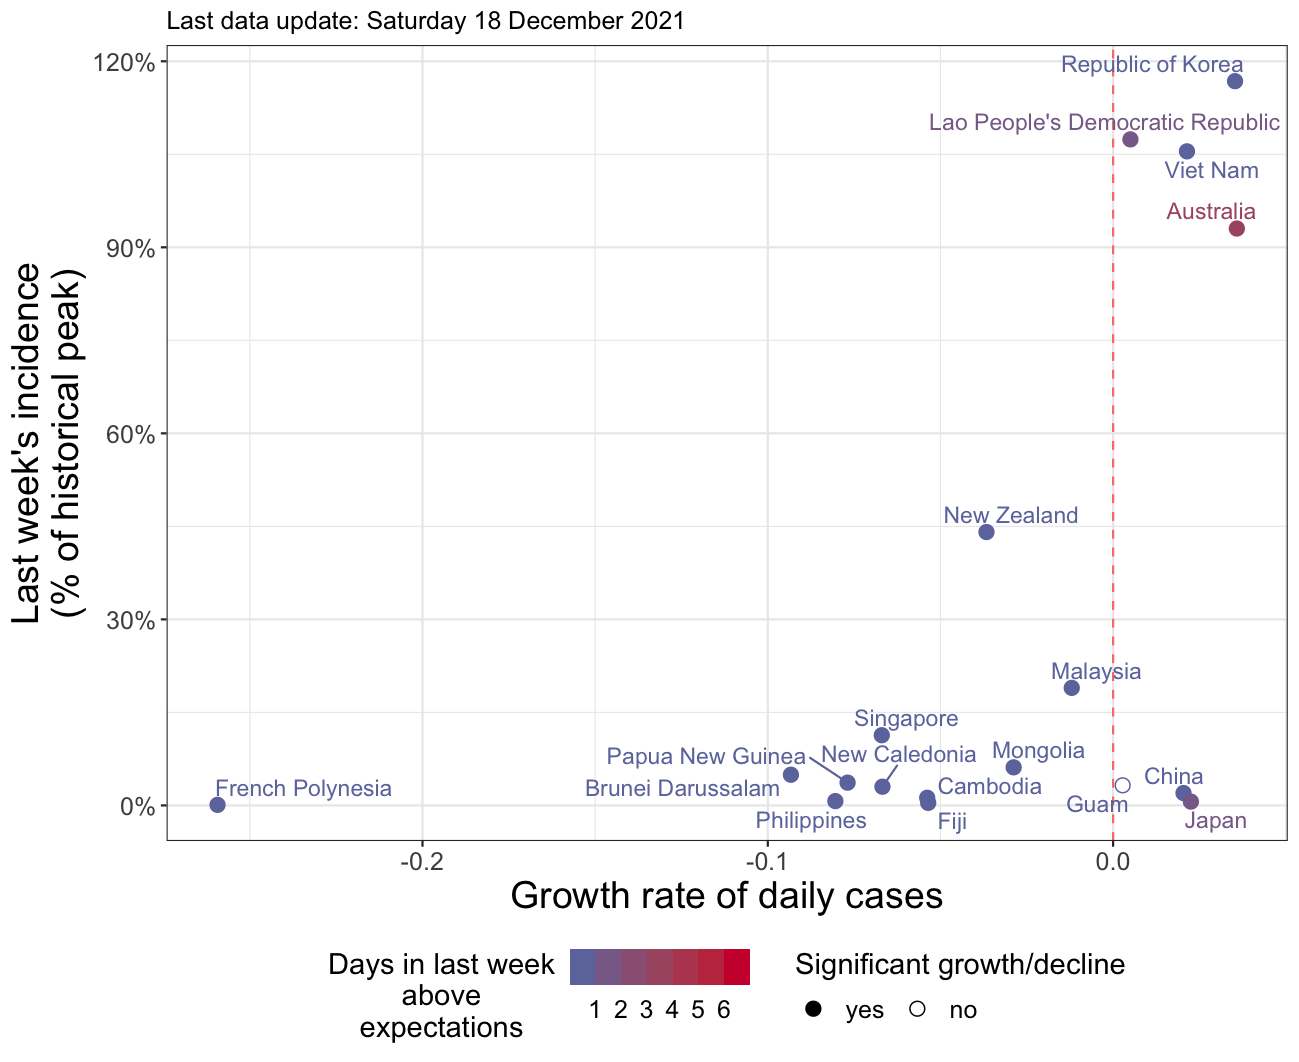 Last data update: Saturday 18 December 2021
120%
90%
60%
30%
0%
Last week's incidence
(% of historical peak)
Republic of Korea
Lao People's Democratic Republic
Viet Nam
Australia
New Zealand
Malaysia
Singapore
Papua New Guinea
New Caledonia
Mongolia
French Polynesia
Brunei Darussalam
Cambodia
China
Guam
Philippines
Fiji
Japan
-0.2
-0.1
0.0
Growth rate of daily cases
Days in last week
above
expectations
1 2 3 4 5 6
Significant growth/decline
yes no